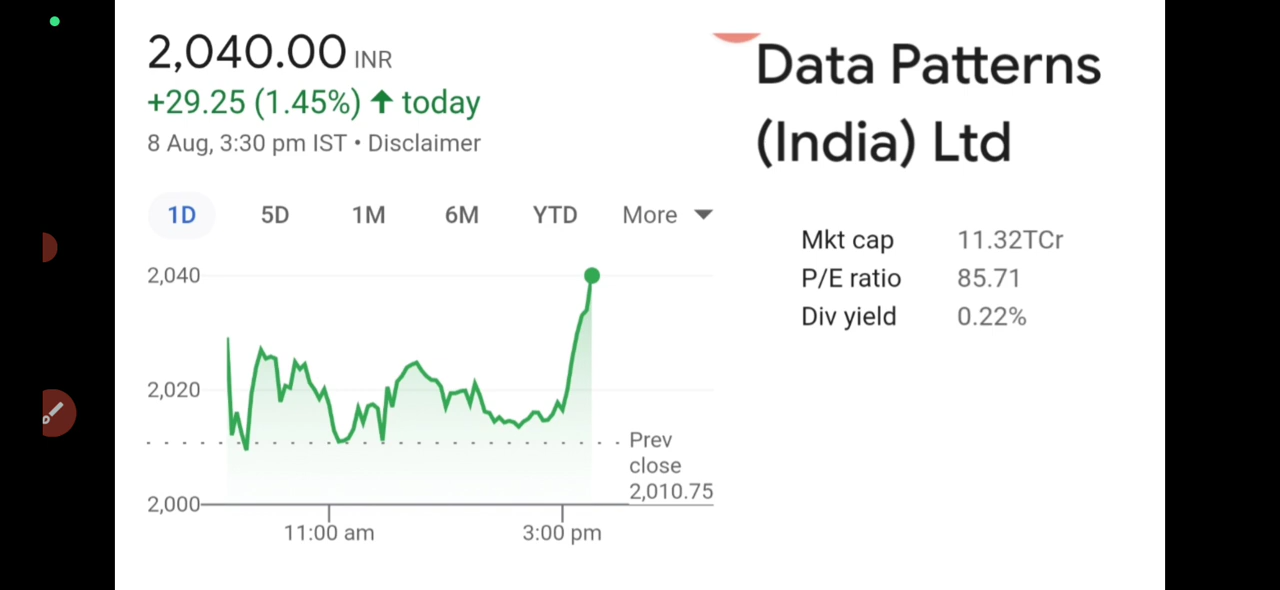 2,040.00 INR
+29.25 (1.45%) ↑ today
8 Aug, 3:30 pm IST • Disclaimer
1D 5D 1M 6M YTD More
2,040
2,020
2,000
Prev
close
2,010.75
11:00 am 3:00 pm
Data Patterns
(India) Ltd
Mkt cap 11.32TCr
P/E ratio 85.71
Div yield 0.22%